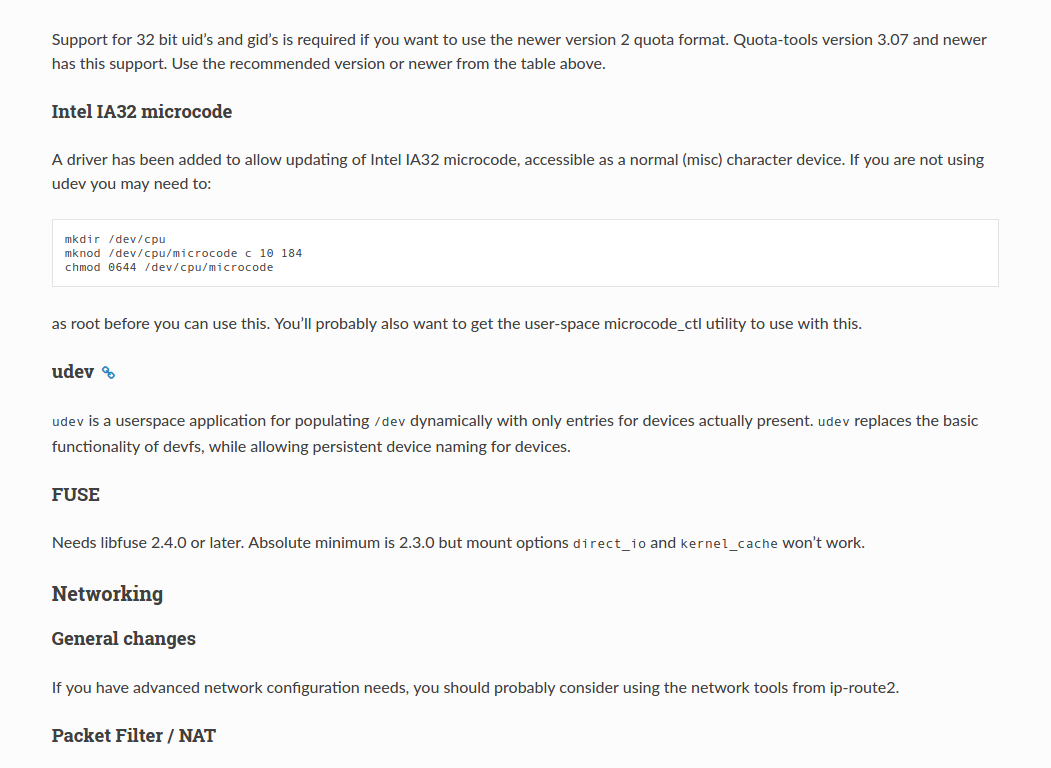 Support for 32 bit uid’s and gid’s is required if you want to use the newer version 2 quota format. Quota-tools version 3.07 and newer
has this support. Use the recommended version or newer from the table above.
Intel IA32 microcode
A driver has been added to allow updating of Intel IA32 microcode, accessible as a normal (misc) character device. If you are not using
udev you may need to:
mkdir /dev/cpu
mknod /dev/cpu/microcode c 10 184
chmod 0644 /dev/cpu/microcode
as root before you can use this. You’ll probably also want to get the user-space microcode_ctl utility to use with this.
udev
udev is a userspace application for populating /dev dynamically with only entries for devices actually present. udev replaces the basic
functionality of devfs, while allowing persistent device naming for devices.
FUSE
Needs libfuse 2.4.0 or later. Absolute minimum is 2.3.0 but mount options direct_io and kernel_cache won’t work.
Networking
General changes
If you have advanced network configuration needs, you should probably consider using the network tools from ip-route2.
Packet Filter / NAT